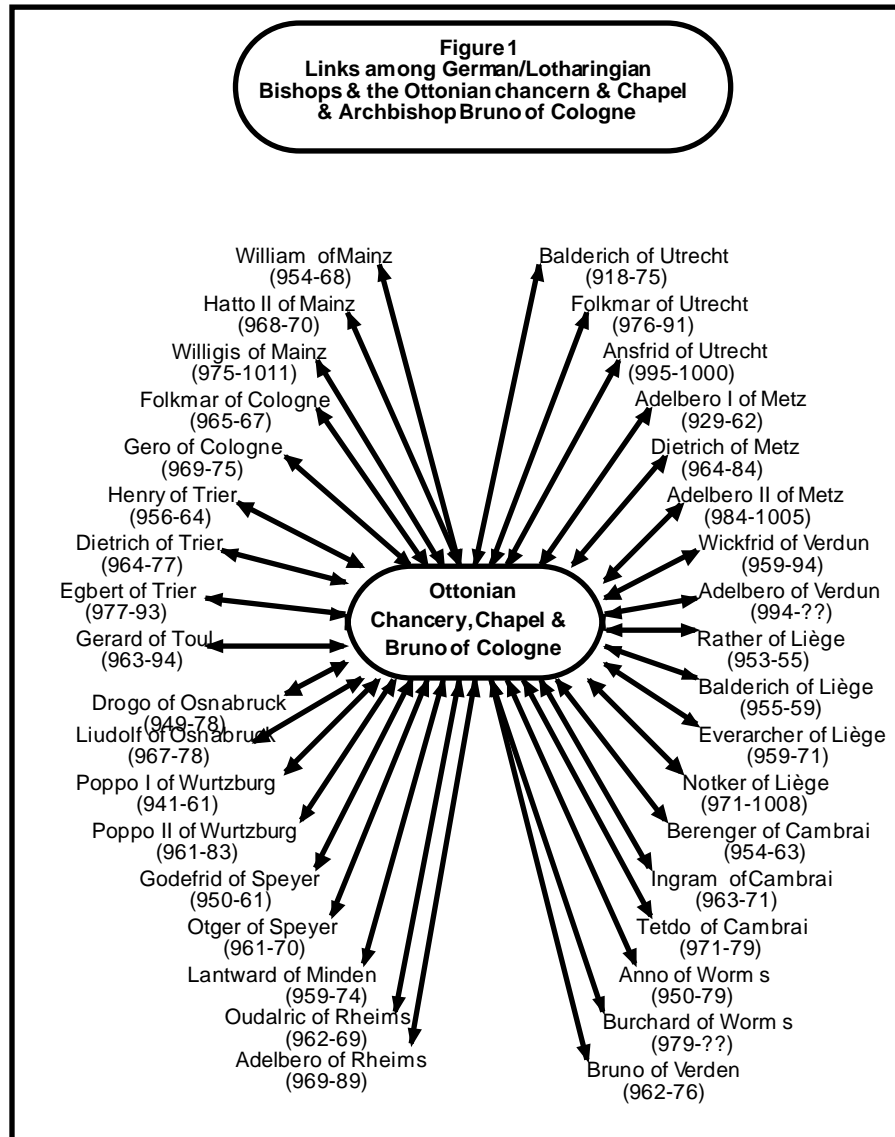 Figure 1
Links among German/Lotharingian
Bishops & the Ottonian chancern & Chapel
& Archbishop Bruno of Cologne
William of Mainz
(954-68)
Hatto II of Mainz
(968-70)
Willigis of Mainz
(975-1011)
Folkmar of Cologne
(965-67)
Gero of Cologne
(969-75)
Henry of Trier
(956-64)
Dietrich of Trier
(964-77)
Egbert of Trier
(977-93)
Gerard of Toul
(963-94)
Drogo of Osnabruck
(949-78)
Liudolf of Osnabruck
(967-78)
Poppo I of Wurtzburg
(941-61)
Poppo II of Wurtzburg
(961-83)
Godefrid of Speyer
(950-61)
Otger of Speyer
(961-70)
Lantward of Minden
(959-74)
Oudalric of Rheims
(962-69)
Adelbero of Rheims
(969-89)
Ottonian
Chancery, Chapel &
Bruno of Cologne
Balderich of Utrecht
(918-75)
Folkmar of Utrecht
(976-91)
Ansfrid of Utrecht
(995-1000)
Adelbero I of Metz
(929-62)
Dietrich of Metz
(964-84)
Adelbero II of Metz
(984-1005)
Wickfrid of Verdun
(959-94)
Adelbero of Verdun
(994-??)
Rather of Liège
(953-55)
Balderich of Liège
(955-59)
Everarcher of Liège
(959-71)
Notker of Liège
(971-1008)
Berenger of Cambrai
(954-63)
Ingram of Cambrai
(963-71)
Tetdo of Cambrai
(971-79)
Anno of Worms
(950-79)
Burchard of Worms
(979-??)
Bruno of Verden
(962-76)